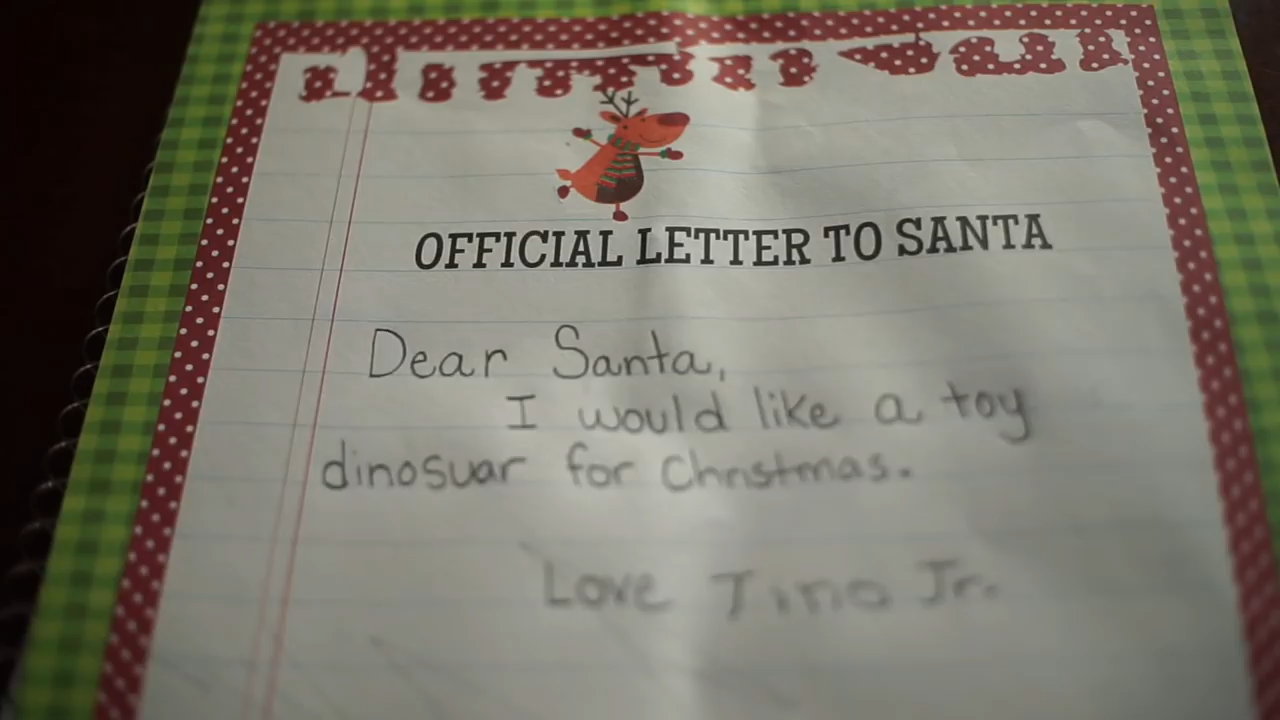 OFFICIAL LETTER TO SANTA
Dear Santa,
I would like a toy
dinosuar for Christmas.
Love Tino Jr.